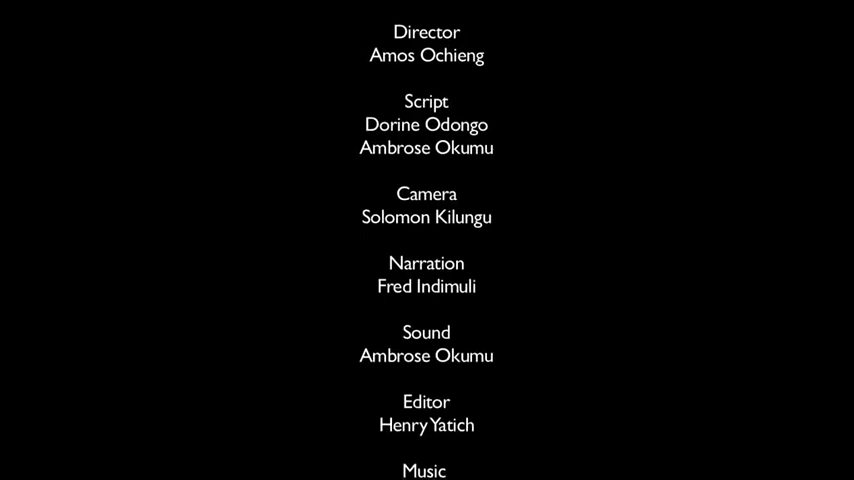 Director
Amos Ochieng
Script
Dorine Odongo
Ambrose Okumu
Camera
Solomon Kilungu
Narration
Fred Indimuli
Sound
Ambrose Okumu
Editor
Henry Yatich
Music